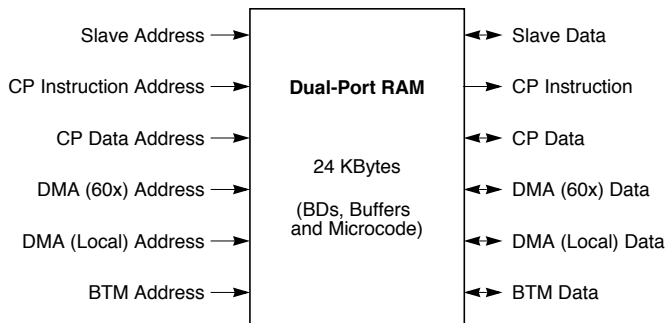 Slave Address
CP Instruction Address
CP Data Address
DMA (60x) Address
DMA (Local) Address
BTM Address
Dual-Port RAM
24 KBytes
(BDs, Buffers
and Microcode)
Slave Data
CP Instruction
CP Data
DMA (60x) Data
DMA (Local) Data
BTM Data